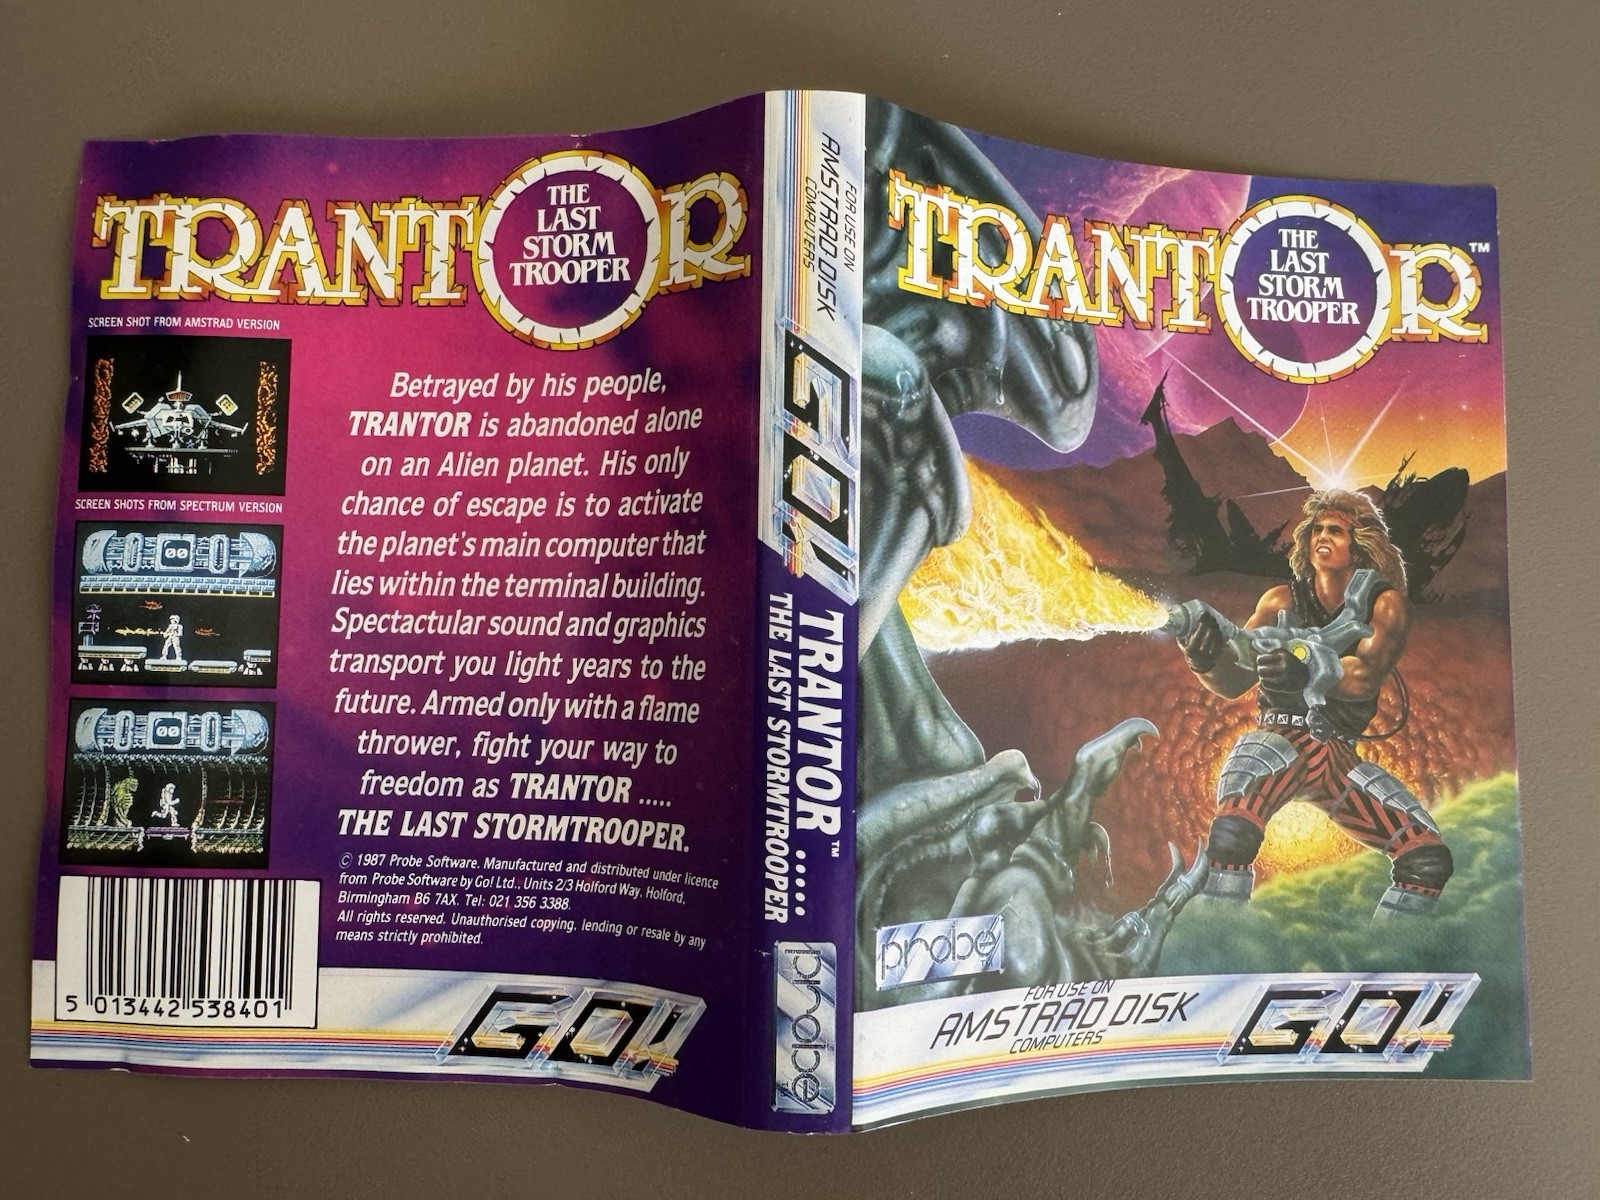 TRANTOR
THE
LAST
STORM
TROOPER
SCREEN SHOT FROM AMSTRAD VERSION
SCREEN SHOTS FROM SPECTRUM VERSION
00
00
Betrayed by his people,
TRANTOR is abandoned alone
on an Alien planet. His only
chance of escape is to activate
the planet's main computer that
lies within the terminal building.
Spectactular sound and graphics
transport you light years to the
future. Armed only with a flame
thrower, fight your way to
freedom as TRANTOR .....
THE LAST STORMTROOPER.
© 1987 Probe Software. Manufactured and distributed under licence
from Probe Software by Go! Ltd., Units 2/3 Holford Way, Holford,
Birmingham B6 7AX. Tel: 021 356 3388.
All rights reserved. Unauthorised copying, lending or resale by any
means strictly prohibited.
5 013442 538401
GO!
FOR USE ON
AMSTRAD DISK
COMPUTERS
GO!
TRANTOR™.....
THE LAST STORMTROOPER
probe™
TRANTOR™
THE
LAST
STORM
TROOPER
probe™
FOR USE ON
AMSTRAD DISK
COMPUTERS
GO!